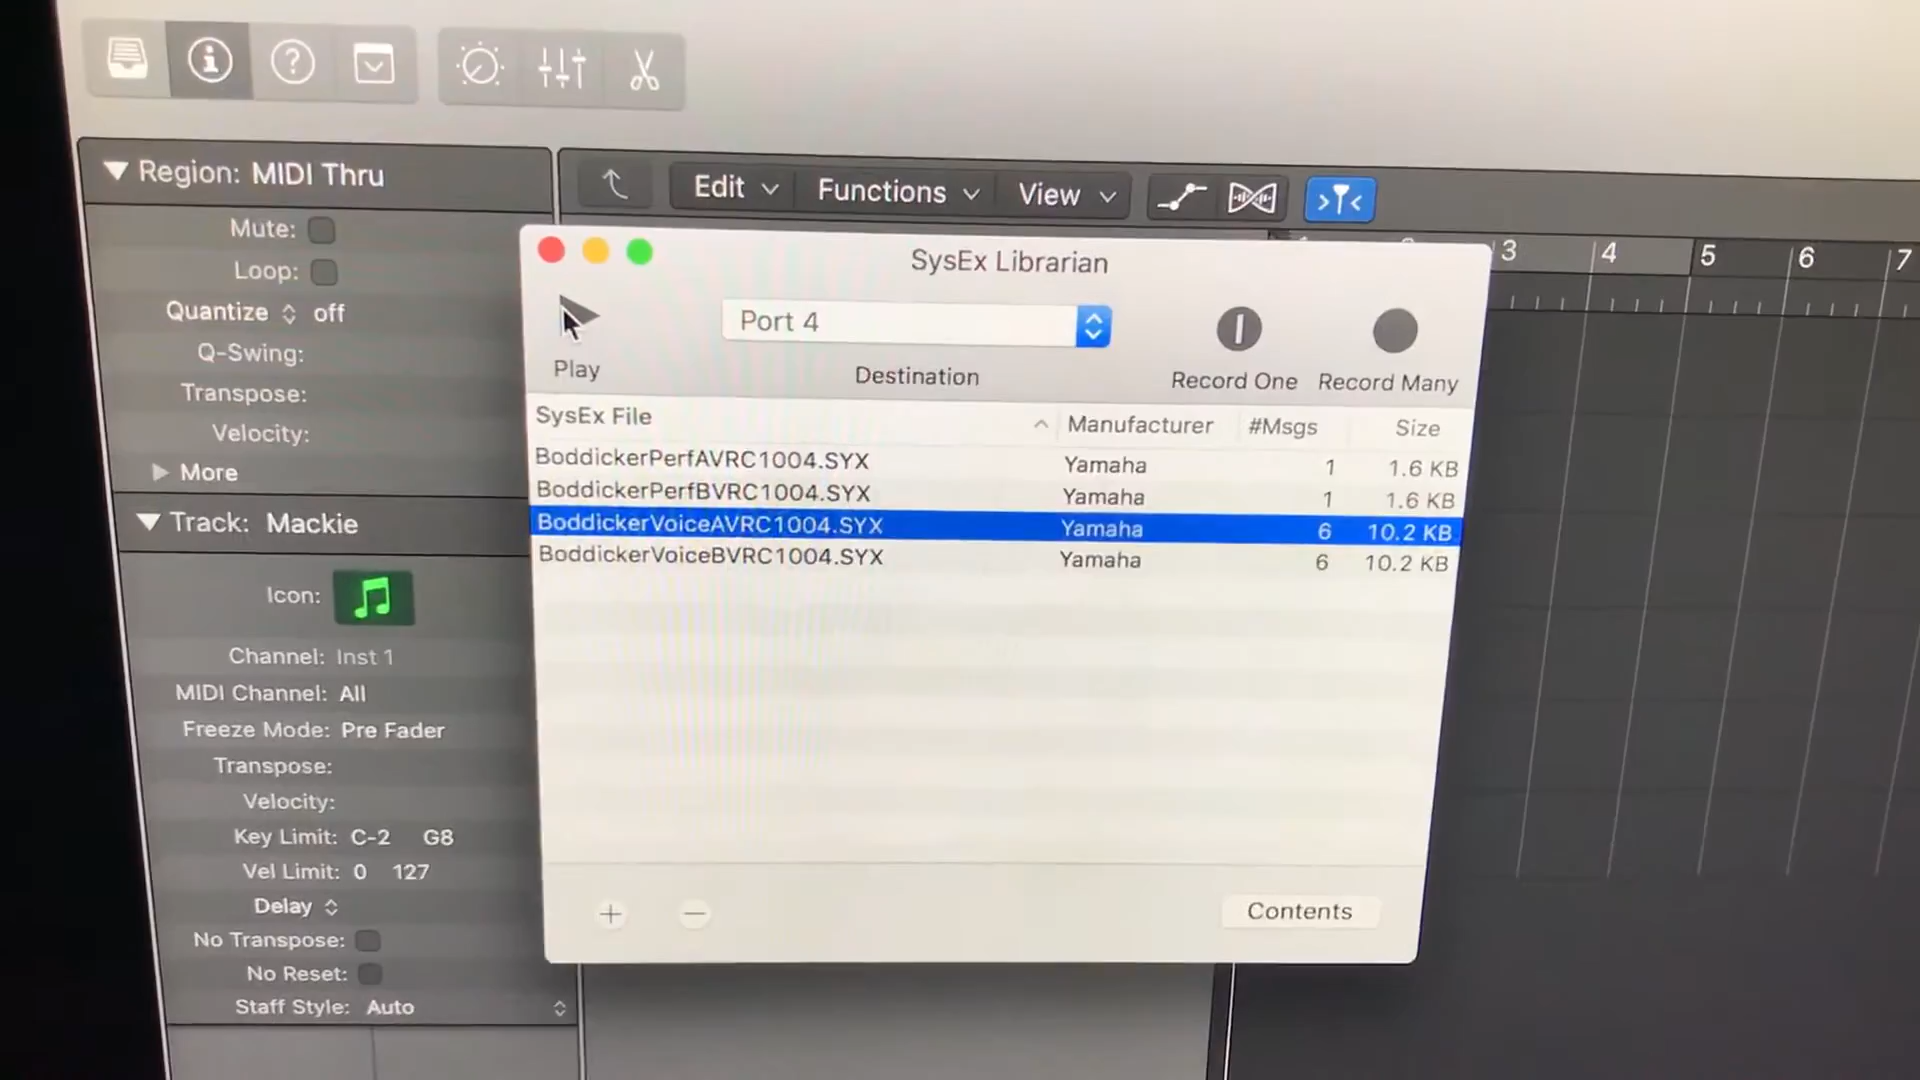 Region: MIDI Thru
Mute:
Loop:
Quantize off
Q-Swing:
Transpose:
Velocity:
More
Track: Mackie
Icon:
Channel: Inst 1
MIDI Channel: All
Freeze Mode: Pre Fader
Transpose:
Velocity:
Key Limit: C-2 G8
Vel Limit: 0 127
Delay
No Transpose:
No Reset:
Staff Style: Auto
Edit Functions View
3 4 5 6 7
SysEx Librarian
Port 4
Play Destination Record One Record Many
SysEx File Manufacturer #Msgs Size
BoddickerPerfAVRC1004.SYX Yamaha 1 1.6 KB
BoddickerPerfBVRC1004.SYX Yamaha 1 1.6 KB
BoddickerVoiceAVRC1004.SYX Yamaha 6 10.2 KB
BoddickerVoiceBVRC1004.SYX Yamaha 6 10.2 KB
+ −
Contents